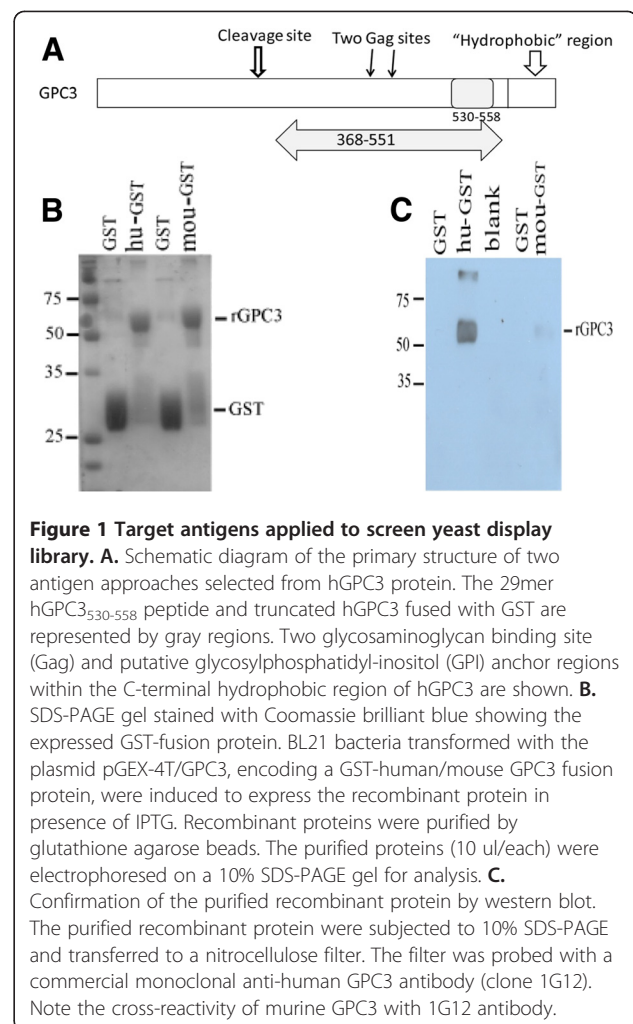 A
Cleavage site
Two Gag sites
“Hydrophobic” region
GPC3
530-558
368-551
B
GST
hu-GST
GST
mou-GST
75
50
35
25
rGPC3
GST
C
GST
hu-GST
blank
GST
mou-GST
75
50
35
rGPC3
Figure 1 Target antigens applied to screen yeast display
library. A. Schematic diagram of the primary structure of two
antigen approaches selected from hGPC3 protein. The 29mer
hGPC3530-558 peptide and truncated hGPC3 fused with GST are
represented by gray regions. Two glycosaminoglycan binding site
(Gag) and putative glycosylphosphatidyl-inositol (GPI) anchor regions
within the C-terminal hydrophobic region of hGPC3 are shown. B.
SDS-PAGE gel stained with Coomassie brilliant blue showing the
expressed GST-fusion protein. BL21 bacteria transformed with the
plasmid pGEX-4T/GPC3, encoding a GST-human/mouse GPC3 fusion
protein, were induced to express the recombinant protein in
presence of IPTG. Recombinant proteins were purified by
glutathione agarose beads. The purified proteins (10 ul/each) were
electrophoresed on a 10% SDS-PAGE gel for analysis. C.
Confirmation of the purified recombinant protein by western blot.
The purified recombinant protein were subjected to 10% SDS-PAGE
and transferred to a nitrocellulose filter. The filter was probed with a
commercial monoclonal anti-human GPC3 antibody (clone 1G12).
Note the cross-reactivity of murine GPC3 with 1G12 antibody.